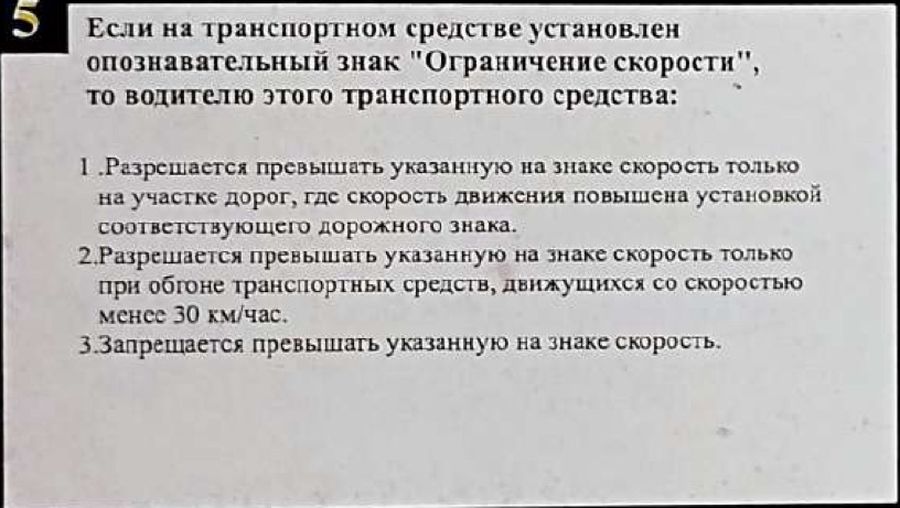 5
Если на транспортном средстве установлен
опознавательный знак "Ограничение скорости",
то водителю этого транспортного средства:
1 .Разрешается превышать указанную на знаке скорость только
на участке дорог, где скорость движения повышена установкой
соответствующего дорожного знака.
2.Разрешается превышать указанную на знаке скорость только
при обгоне транспортных средств, движущихся со скоростью
менее 30 км/час.
3.Запрещается превышать указанную на знаке скорость.